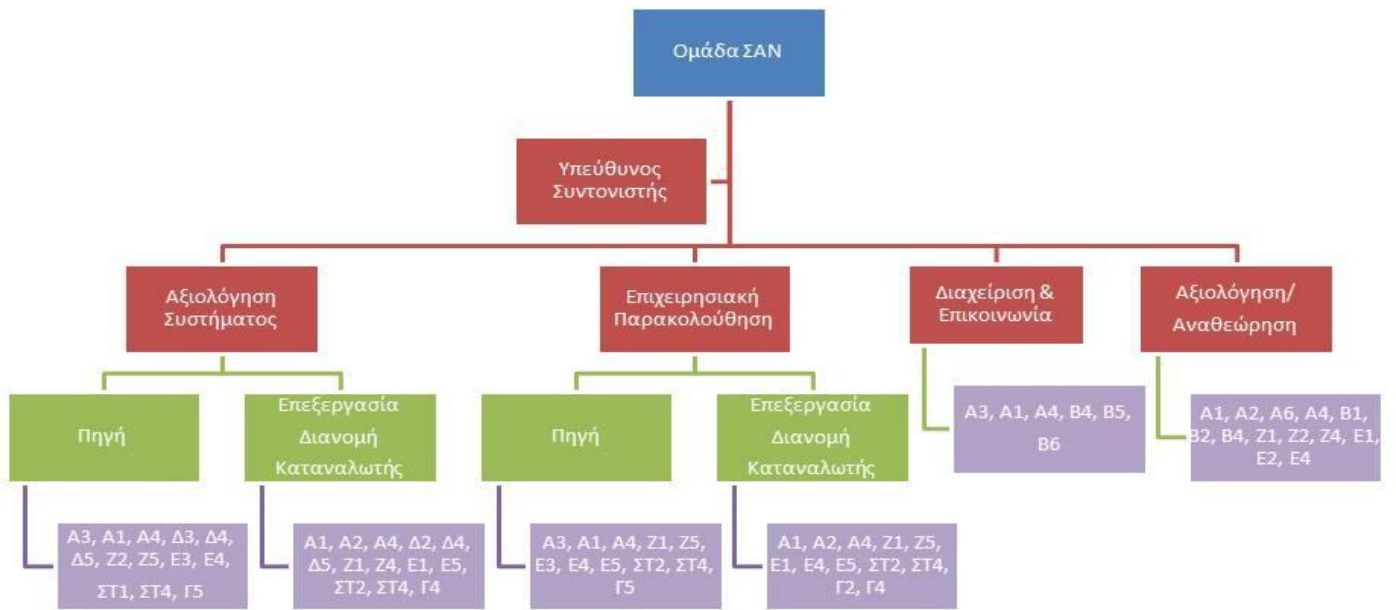 Ομάδα ΣΑΝ
Υπεύθυνος
Συντονιστής
Αξιολόγηση
Συστήματος
Επιχειρησιακή
Παρακολούθηση
Διαχείριση &
Επικοινωνία
Αξιολόγηση/
Αναθεώρηση
Πηγή
Επεξεργασία
Διανομή
Καταναλωτής
Πηγή
Επεξεργασία
Διανομή
Καταναλωτής
Α3, Α1, Α4, Β4, Β5,
Β6
Α1, Α2, Α6, Α4, Β1,
Β2, Β4, Ζ1, Ζ2, Ζ4, Ε1,
Ε2, Ε4
Α3, Α1, Α4, Δ3, Δ4,
Δ5, Ζ2, Ζ5, Ε3, Ε4,
ΣΤ1, ΣΤ4, Γ5
Α1, Α2, Α4, Δ2, Δ4,
Δ5, Ζ1, Ζ4, Ε1, Ε5,
ΣΤ2, ΣΤ4, Γ4
Α3, Α1, Α4, Ζ1, Ζ5,
Ε3, Ε4, Ε5, ΣΤ2, ΣΤ4,
Γ5
Α1, Α2, Α4, Ζ1, Ζ5,
Ε1, Ε4, Ε5, ΣΤ2, ΣΤ4,
Γ2, Γ4